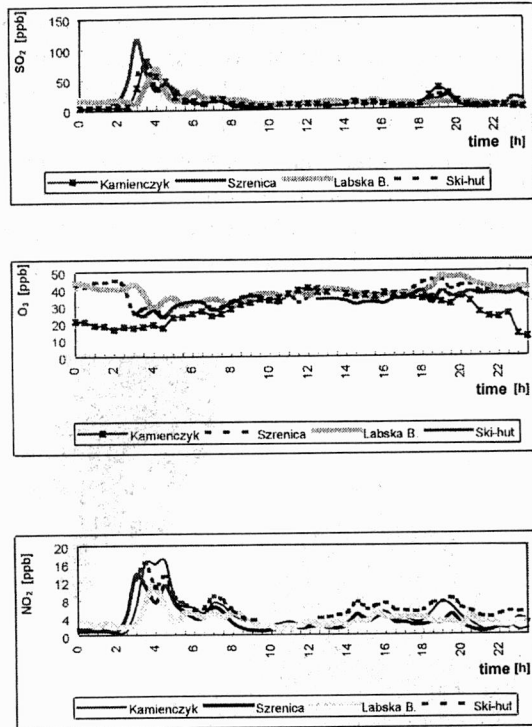 SO₂ [ppb]
150
100
50
0
0 2 4 6 8 10 12 14 16 18 20 22
time [h]
Kamienczyk Szrenica Labska B. Ski-hut
O₃ [ppb]
50
40
30
20
10
0
0 2 4 6 8 10 12 14 16 18 20 22
time [h]
Kamienczyk Szrenica Labska B. Ski-hut
NO₂ [ppb]
20
16
12
8
4
0
0 2 4 6 8 10 12 14 16 18 20 22
time [h]
Kamienczyk Szrenica Labska B. Ski-hut